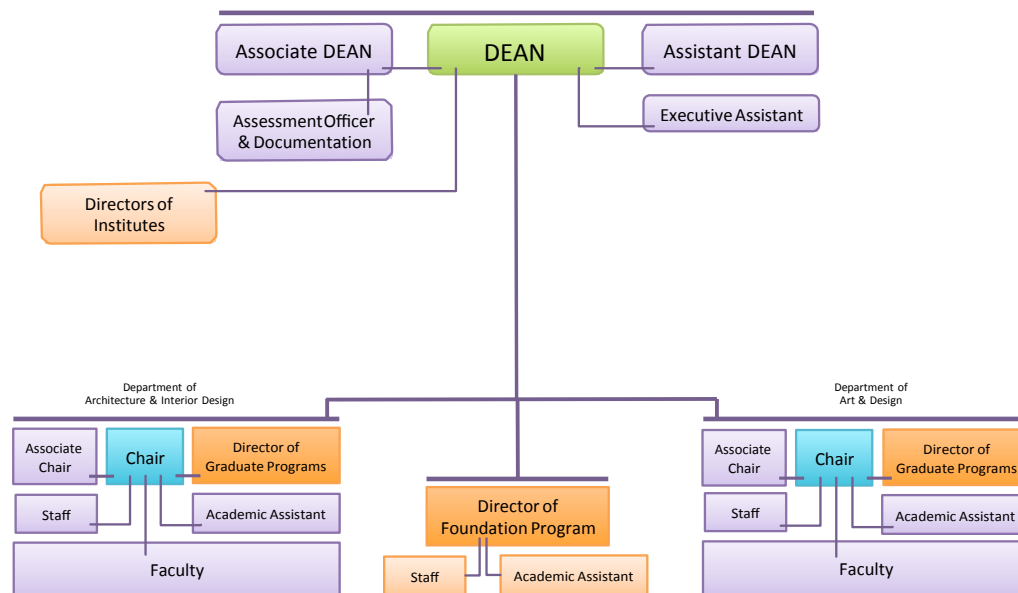 Associate DEAN
DEAN
Assistant DEAN
Assessment Officer
& Documentation
Executive Assistant
Directors of
Institutes
Department of
Architecture & Interior Design
Department of
Art & Design
Associate
Chair
Chair
Director of
Graduate Programs
Staff
Academic Assistant
Faculty
Director of
Foundation Program
Staff
Academic Assistant
Associate
Chair
Chair
Director of
Graduate Programs
Staff
Academic Assistant
Faculty